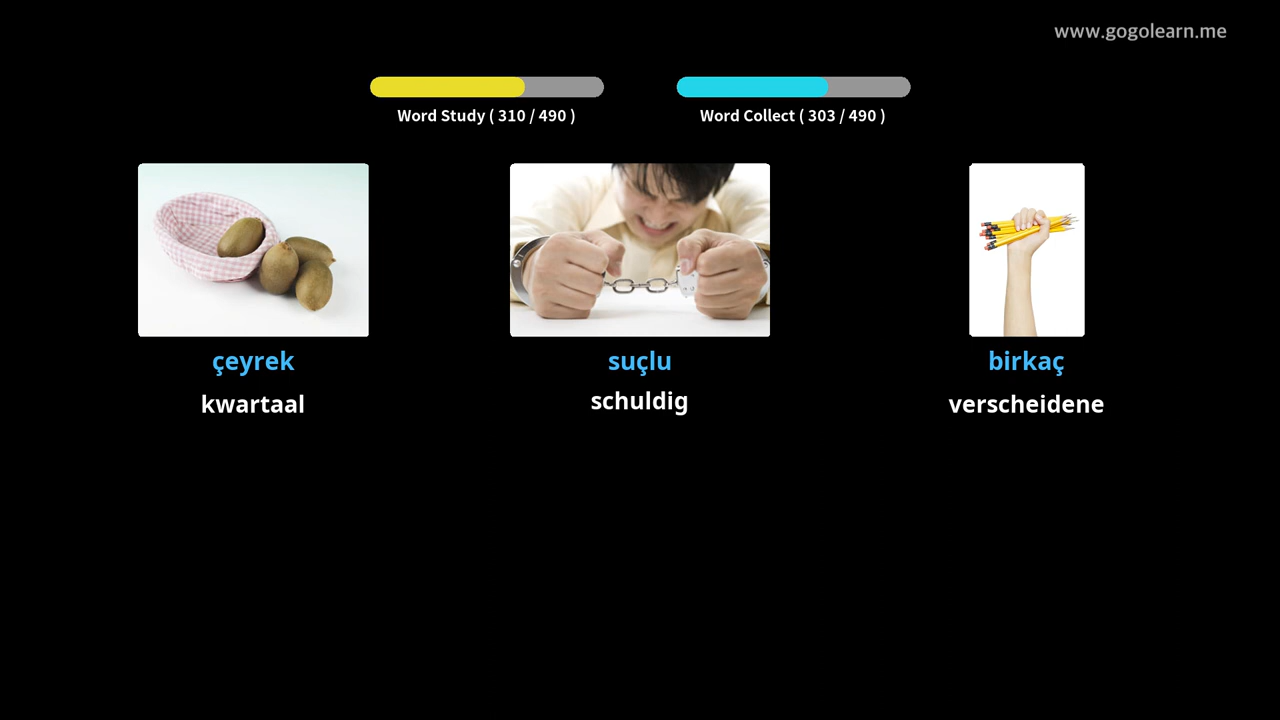 www.gogolearn.me
Word Study ( 310 / 490 )
Word Collect ( 303 / 490 )
çeyrek
kwartaal
suçlu
schuldig
birkaç
verscheidene